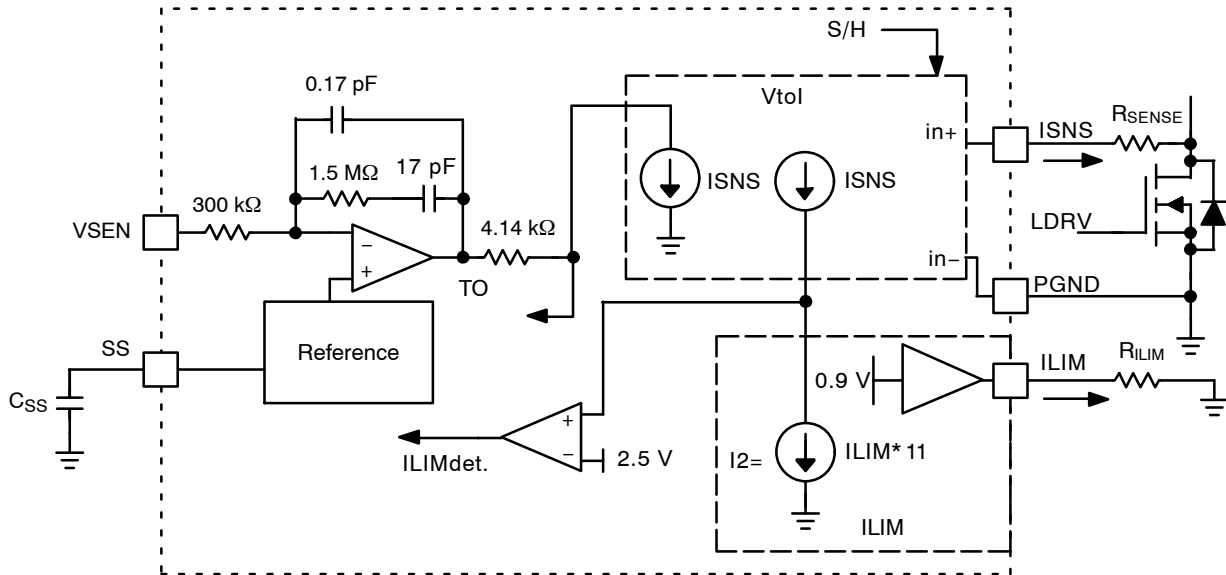 S/H
0.17 pF
VtoI
1.5 MΩ
17 pF
in+
ISNS
RSENSE
ISNS
ISNS
300 kΩ
VSEN
4.14 kΩ
LDRV
−
+
TO
in−
PGND
SS
Reference
CSS
0.9 V
ILIM
RILIM
+
−
2.5 V
ILIMdet.
I2=
ILIM* 11
ILIM